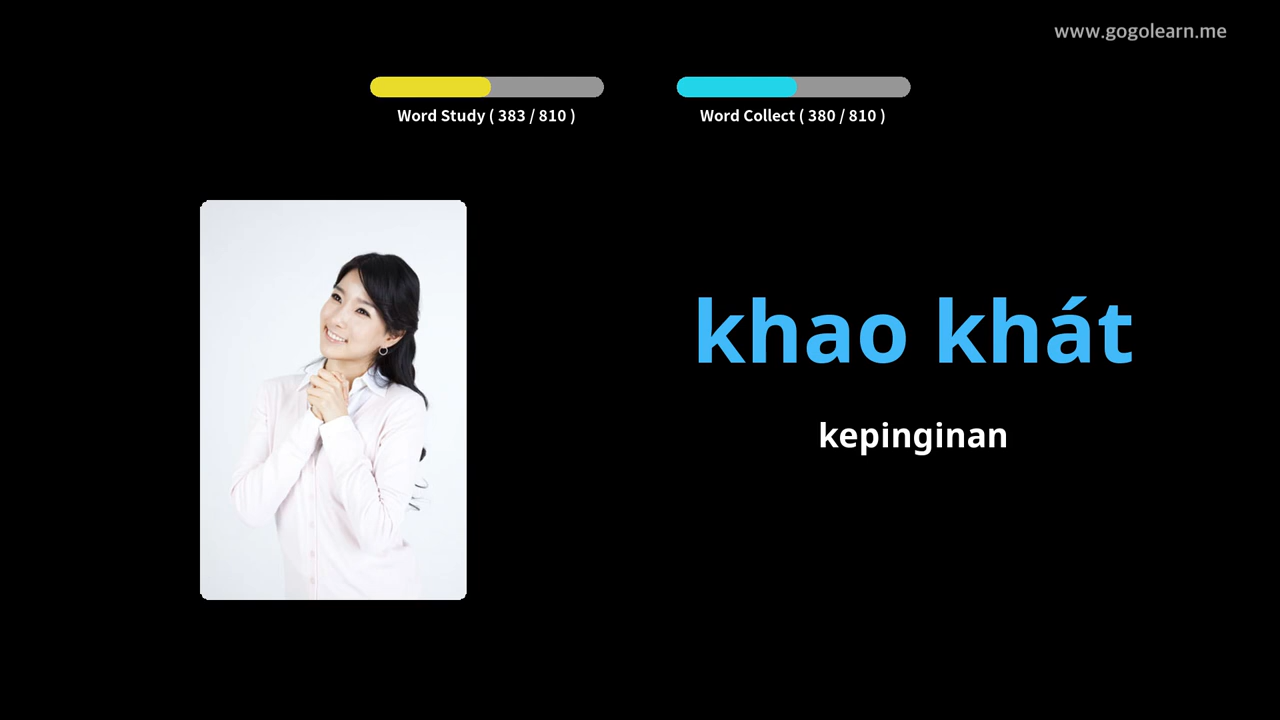 www.gogolearn.me
Word Study ( 383 / 810 )
Word Collect ( 380 / 810 )
khao khát
kepinginan